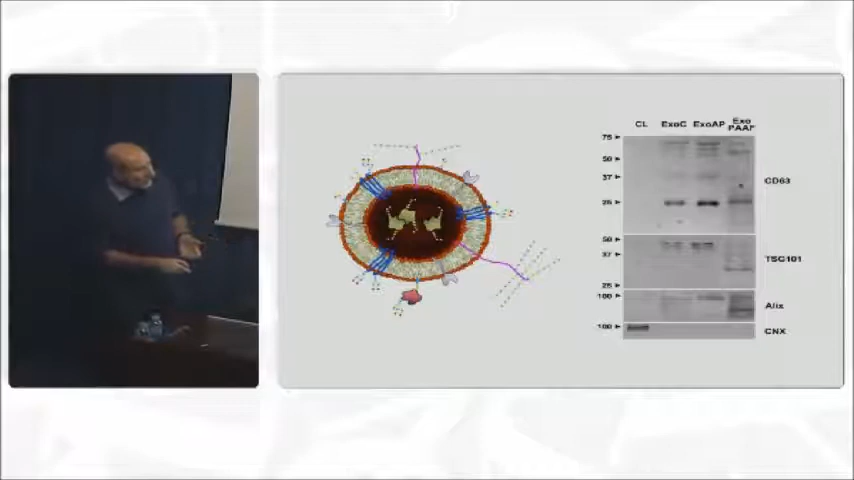 CL ExoC ExoAP Exo PAAP
75
50
37
25
CD63
50
37
25
TSG101
100
Alix
100
CNX